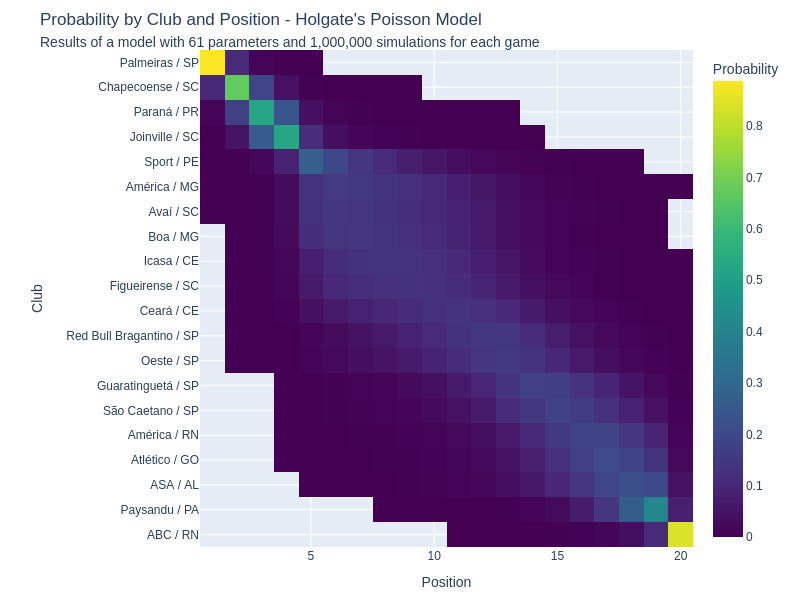 Probability by Club and Position - Holgate's Poisson Model
Results of a model with 61 parameters and 1,000,000 simulations for each game
Probability
Club
Palmeiras / SP
Chapecoense / SC
Paraná / PR
Joinville / SC
Sport / PE
América / MG
Avaí / SC
Boa / MG
Icasa / CE
Figueirense / SC
Ceará / CE
Red Bull Bragantino / SP
Oeste / SP
Guaratinguetá / SP
São Caetano / SP
América / RN
Atlético / GO
ASA / AL
Paysandu / PA
ABC / RN
0.8
0.7
0.6
0.5
0.4
0.3
0.2
0.1
0
5 10 15 20
Position